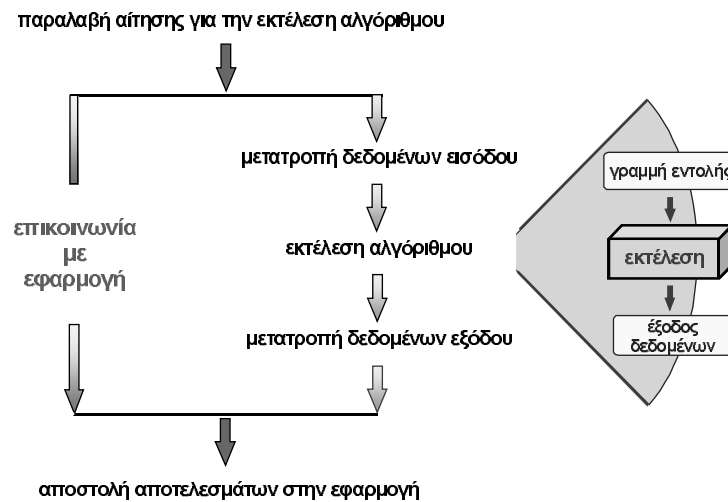 παραλαβή αίτησης για την εκτέλεση αλγόριθμου
μετατροπή δεδομένων εισόδου
επικοινωνία
με
εφαρμογή
εκτέλεση αλγόριθμου
μετατροπή δεδομένων εξόδου
αποστολή αποτελεσμάτων στην εφαρμογή
γραμμή εντολής
εκτέλεση
έξοδος
δεδομένων